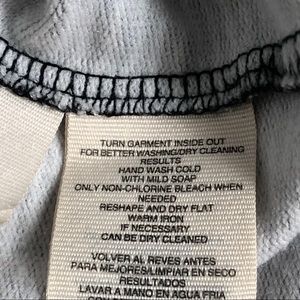 TURN GARMENT INSIDE OUT
FOR BETTER WASHING/DRY CLEANING
RESULTS
HAND WASH COLD
WITH MILD SOAP
ONLY NON-CHLORINE BLEACH WHEN
NEEDED
RESHAPE AND DRY FLAT
WARM IRON
IF NECESSARY
CAN BE DRY CLEANED
VOLVER AL REVES ANTES
PARA MEJORES/LIMPIAR EN SECO
RESULTADOS
LAVAR A MANO EN AGUA FRIA